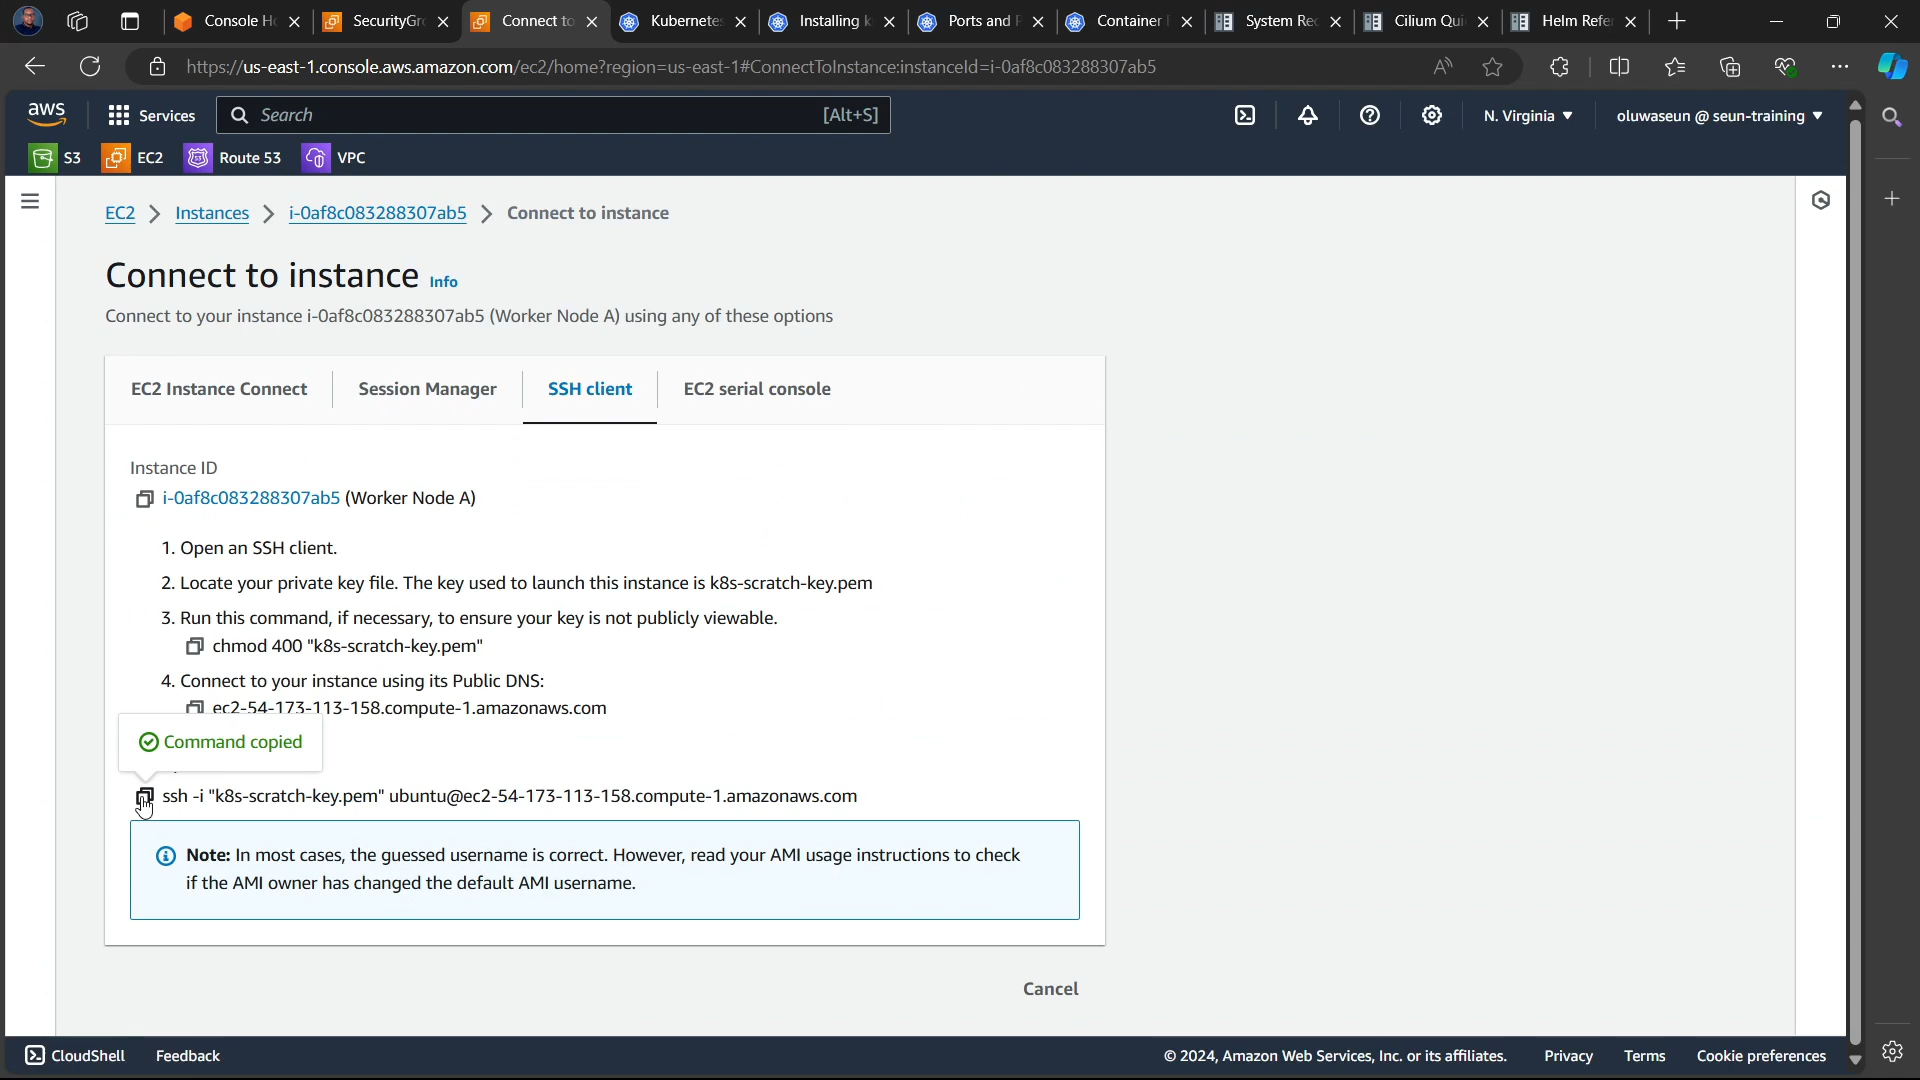 Console H
SecurityGr
Connect to
Kubernete
Installing k
Ports and P
Container
System Re
Cilium Qui
Helm Refe
https://us-east-1.console.aws.amazon.com/ec2/home?region=us-east-1#ConnectToInstance:instanceId=i-0af8c083288307ab5
aws
Services
Search
[Alt+S]
N. Virginia
oluwaseun @ seun-training
S3
EC2
Route 53
VPC
EC2
Instances
i-0af8c083288307ab5
Connect to instance
Connect to instance Info
Connect to your instance i-0af8c083288307ab5 (Worker Node A) using any of these options
EC2 Instance Connect
Session Manager
SSH client
EC2 serial console
Instance ID
i-0af8c083288307ab5 (Worker Node A)
1. Open an SSH client.
2. Locate your private key file. The key used to launch this instance is k8s-scratch-key.pem
3. Run this command, if necessary, to ensure your key is not publicly viewable.
chmod 400 "k8s-scratch-key.pem"
4. Connect to your instance using its Public DNS:
ec2-54-173-113-158.compute-1.amazonaws.com
Command copied
ssh -i "k8s-scratch-key.pem" ubuntu@ec2-54-173-113-158.compute-1.amazonaws.com
Note: In most cases, the guessed username is correct. However, read your AMI usage instructions to check
if the AMI owner has changed the default AMI username.
Cancel
CloudShell
Feedback
© 2024, Amazon Web Services, Inc. or its affiliates.
Privacy
Terms
Cookie preferences